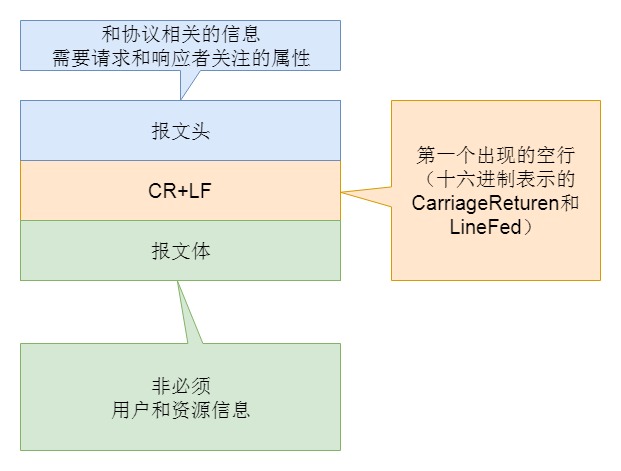 和协议相关的信息
需要请求和响应者关注的属性
报文头
CR+LF
报文体
第一个出现的空行
（十六进制表示的
CarriageReturen和
LineFed）
非必须
用户和资源信息